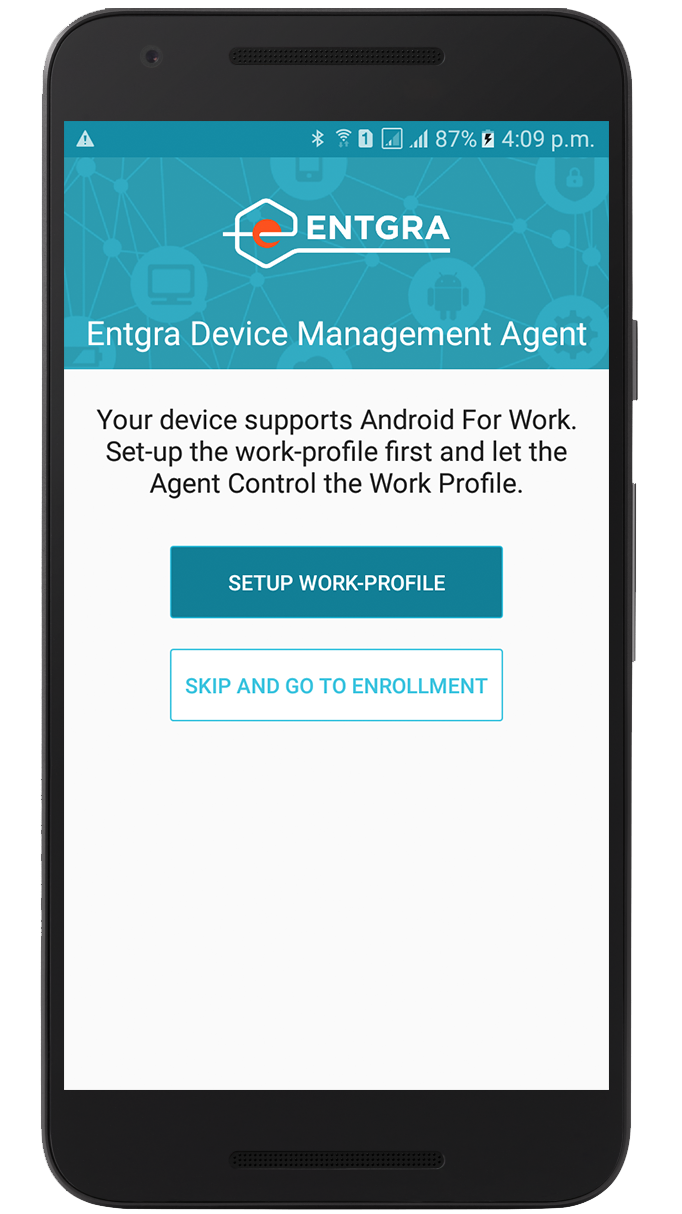 1 87% 4:09 p.m.
ENTGRA
Entgra Device Management Agent
Your device supports Android For Work.
Set-up the work-profile first and let the
Agent Control the Work Profile.
SETUP WORK-PROFILE
SKIP AND GO TO ENROLLMENT